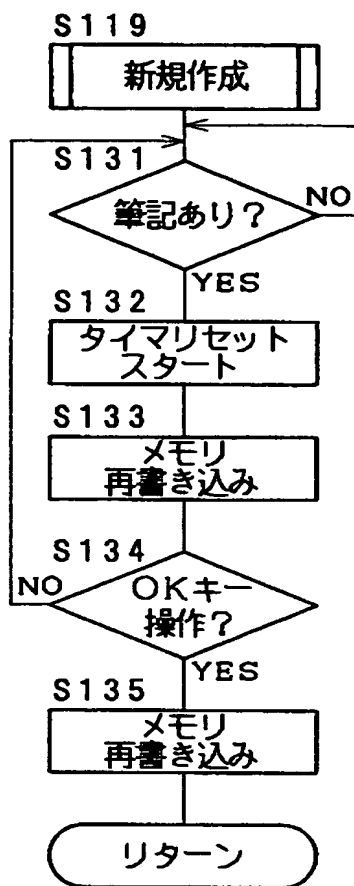 S119
新規作成
S131
筆記あり？
NO
YES
S132
タイマリセット
スタート
S133
メモリ
再書き込み
S134
NO
OKキー
操作？
YES
S135
メモリ
再書き込み
リターン